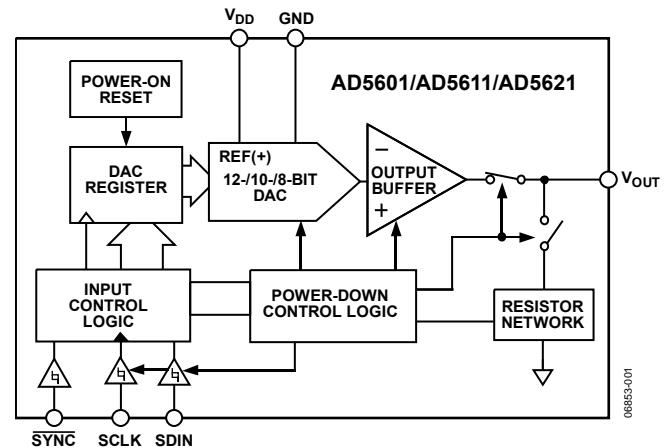 VDD GND
AD5601/AD5611/AD5621
POWER-ON
RESET
DAC
REGISTER
REF(+)
12-/10-/8-BIT
DAC
−
OUTPUT
BUFFER
+
VOUT
INPUT
CONTROL
LOGIC
POWER-DOWN
CONTROL LOGIC
RESISTOR
NETWORK
SYNC SCLK SDIN
06853-001